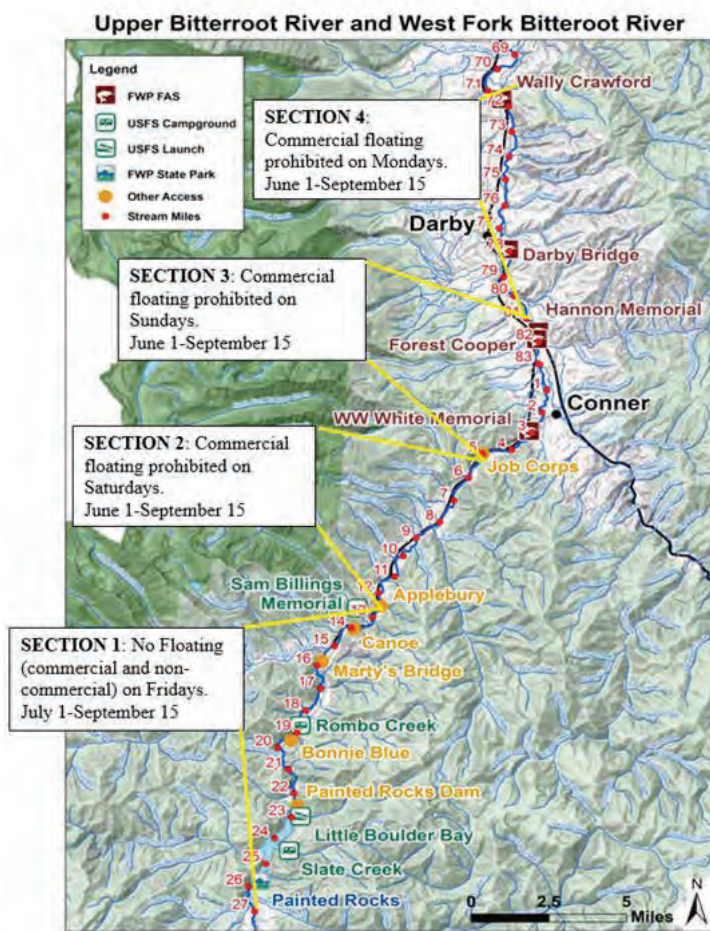 Upper Bitterroot River and West Fork Bitteroot River
Legend
FWP FAS
USFS Campground
USFS Launch
FWP State Park
Other Access
Stream Miles
69
70
71
Wally Crawford
72
SECTION 4:
Commercial floating
prohibited on Mondays.
June 1-September 15
73
74
75
76
Darby
Darby Bridge
79
80
SECTION 3: Commercial
floating prohibited on
Sundays.
June 1-September 15
Hannon Memorial
82
Forest Cooper
83
1
2
Conner
WW White Memorial
3
4
5
Job Corps
SECTION 2: Commercial
floating prohibited on
Saturdays.
June 1-September 15
6
7
8
9
10
11
12
Sam Billings
Memorial
Applebury
14
Canoe
15
SECTION 1: No Floating
(commercial and non-
commercial) on Fridays.
July 1-September 15
16
Marty's Bridge
17
18
19
Rombo Creek
20
Bonnie Blue
21
22
Painted Rocks Dam
23
Little Boulder Bay
24
Slate Creek
25
26
27
Painted Rocks
0 2.5 5
Miles
N